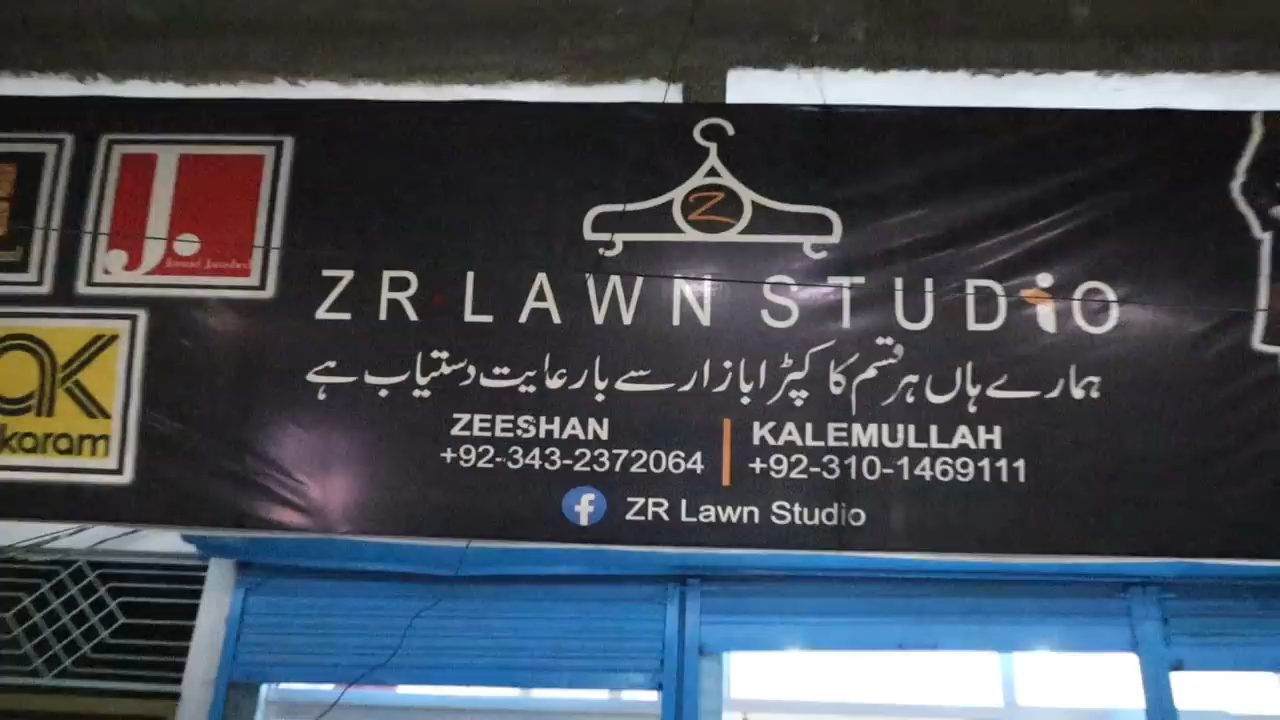 J.
Junaid Jamshed
ak
karam
Z
ZR LAWN STUDiO
ہمارے ہاں ہر قسم کا کپڑا بازار سے بارعایت دستیاب ہے
ZEESHAN
+92-343-2372064
KALEMULLAH
+92-310-1469111
f ZR Lawn Studio